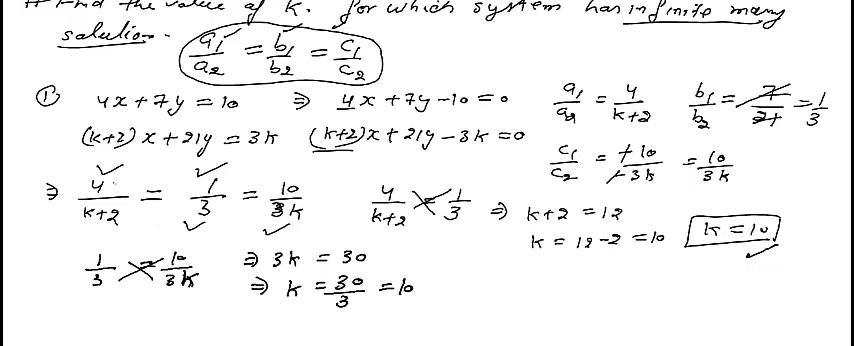 # Find the value of k. for which system has infinite many
solution. a₁/a₂ = b₁/b₂ = c₁/c₂
① 4x+7y = 10 ⇒ 4x+7y-10 = 0 a₁/a₂ = 4/k+2 b₁/b₂ = 7/21 = 1/3
(k+2)x+21y = 3k (k+2)x+21y-3k = 0 c₁/c₂ = -10/-3k = 10/3k
⇒ 4/k+2 = 1/3 = 10/3k 4/k+2 = 1/3 ⇒ k+2 = 12
k = 12-2 = 10 k = 10
1/3 = 10/3k ⇒ 3k = 30
⇒ k = 30/3 = 10